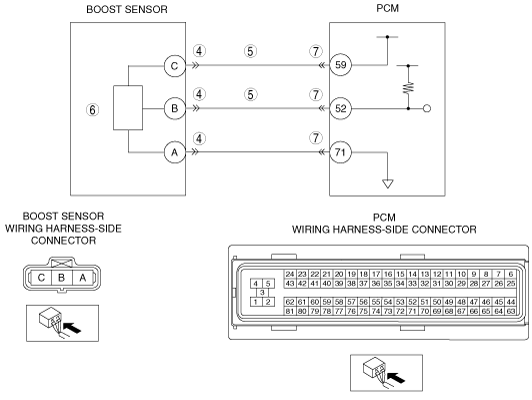 BOOST SENSOR
PCM
4 5 7
C 59
4 5 7
6 B 52
4 7
A 71
BOOST SENSOR
WIRING HARNESS-SIDE
CONNECTOR
C B A
PCM
WIRING HARNESS-SIDE CONNECTOR
24 23 22 21 20 19 18 17 16 15 14 13 12 11 10 9 8 7 6
4 5 43 42 41 40 39 38 37 36 35 34 33 32 31 30 29 28 27 26 25
3
1 2 62 61 60 59 58 57 56 55 54 53 52 51 50 49 48 47 46 45 44
81 80 79 78 77 76 75 74 73 72 71 70 69 68 67 66 65 64 63